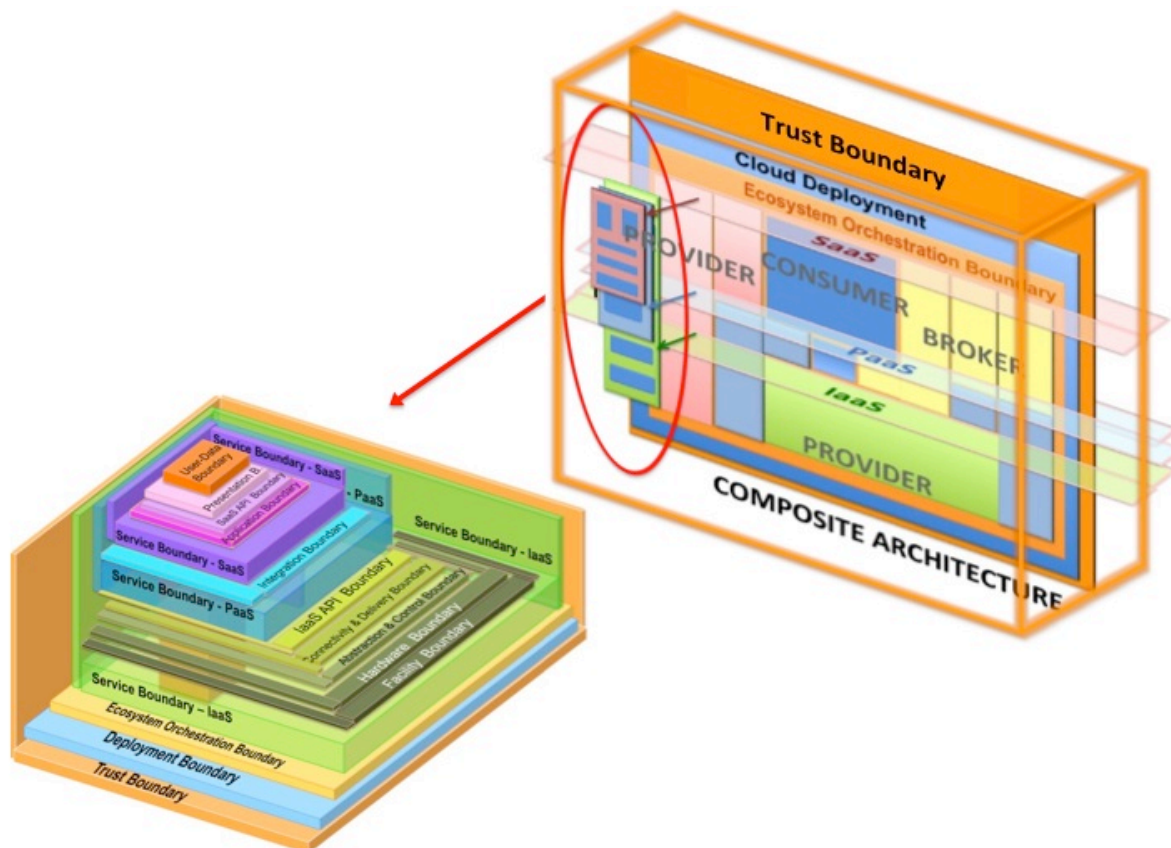 Trust Boundary
Cloud Deployment
Ecosystem Orchestration Boundary
SaaS
PROVIDER
CONSUMER
BROKER
PaaS
IaaS
PROVIDER
COMPOSITE ARCHITECTURE
User-Data
Boundary
Service Boundary - SaaS
Presentation B.
SaaS API Boundary
Application Boundary
- PaaS
Service Boundary - SaaS
Integration Boundary
Service Boundary - IaaS
Service Boundary - PaaS
IaaS API Boundary
Connectivity & Delivery Boundary
Abstraction & Control Boundary
Hardware Boundary
Facility Boundary
Service Boundary – IaaS
Ecosystem Orchestration Boundary
Deployment Boundary
Trust Boundary